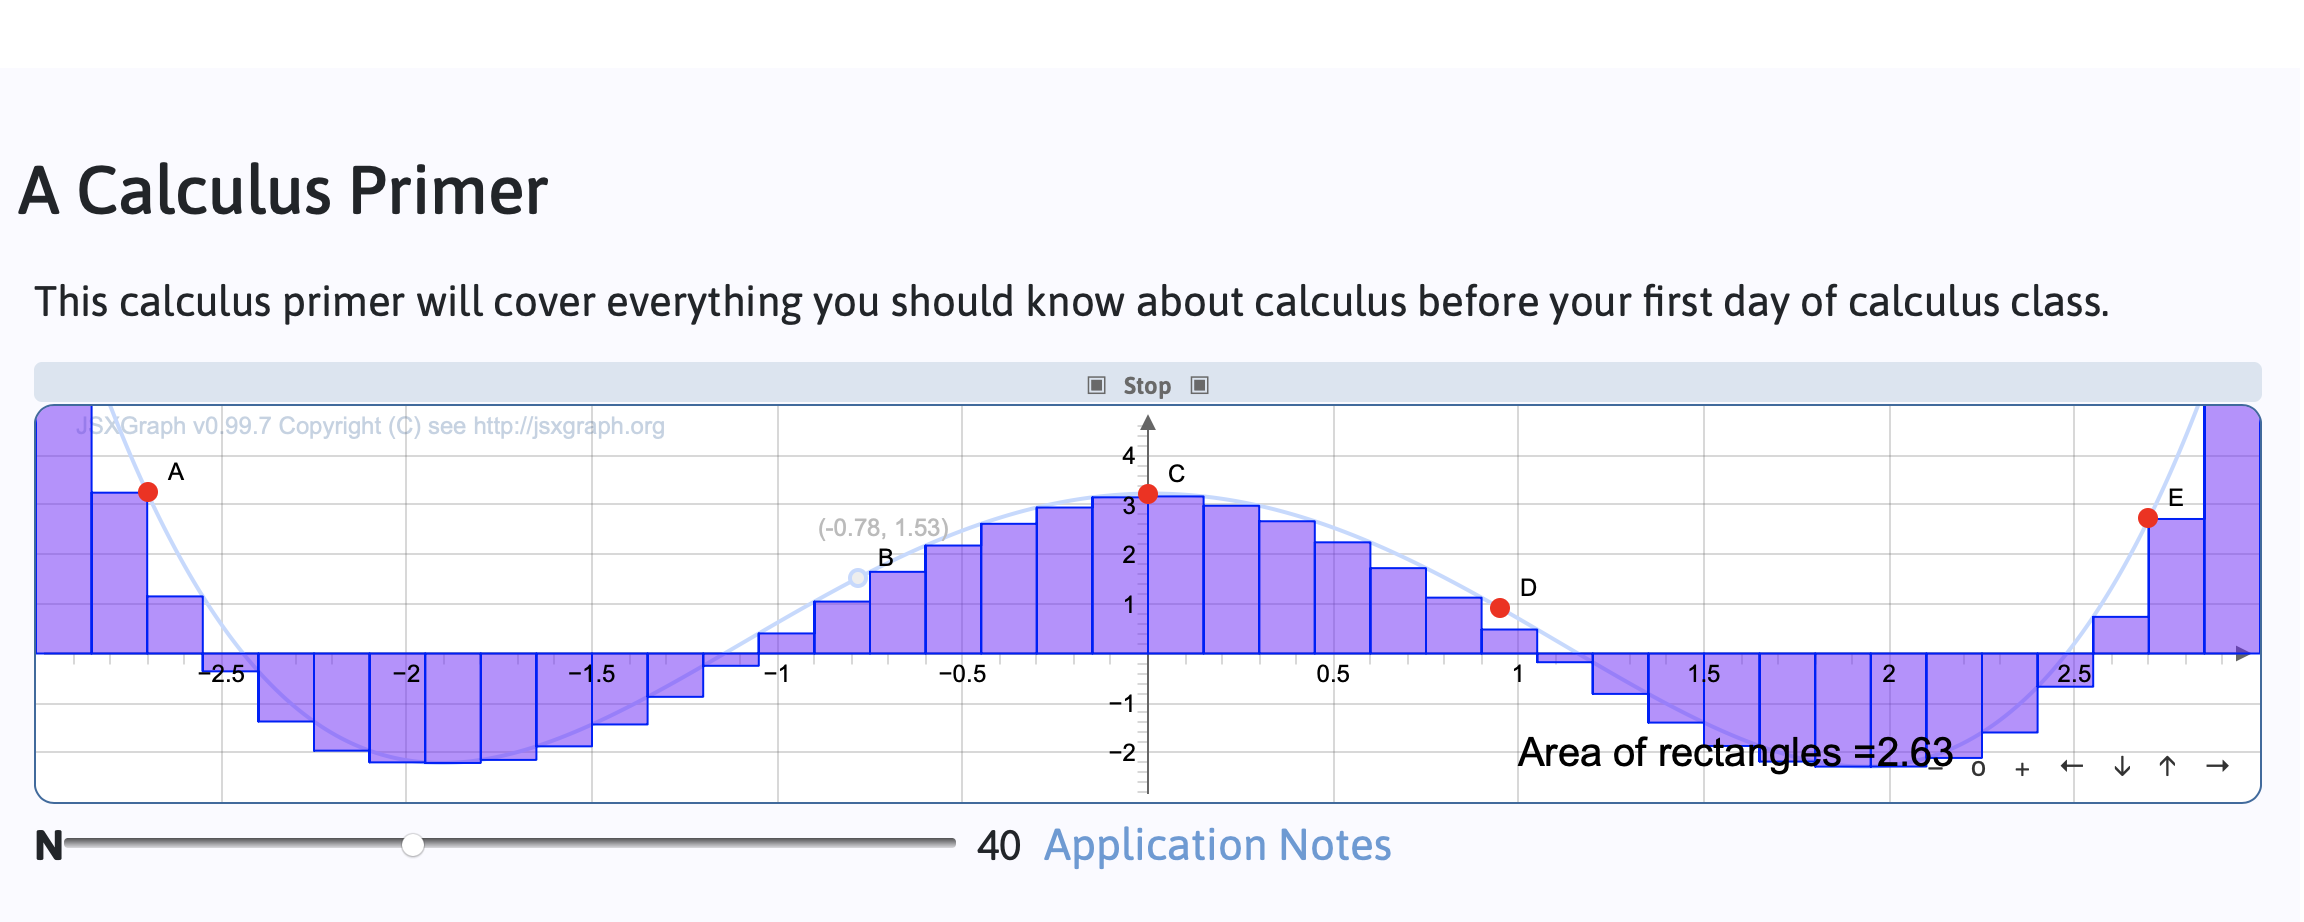 A Calculus Primer
This calculus primer will cover everything you should know about calculus before your first day of calculus class.
▣ Stop ▣
JSXGraph v0.99.7 Copyright (C) see http://jsxgraph.org
4
A
C
3
E
(-0.78, 1.53)
2
B
D
1
−2.5 −2 −1.5 −1 −0.5 0.5 1 1.5 2 2.5
−1
−2
Area of rectangles =2.63
− o + ← ↓ ↑ →
N 40 Application Notes